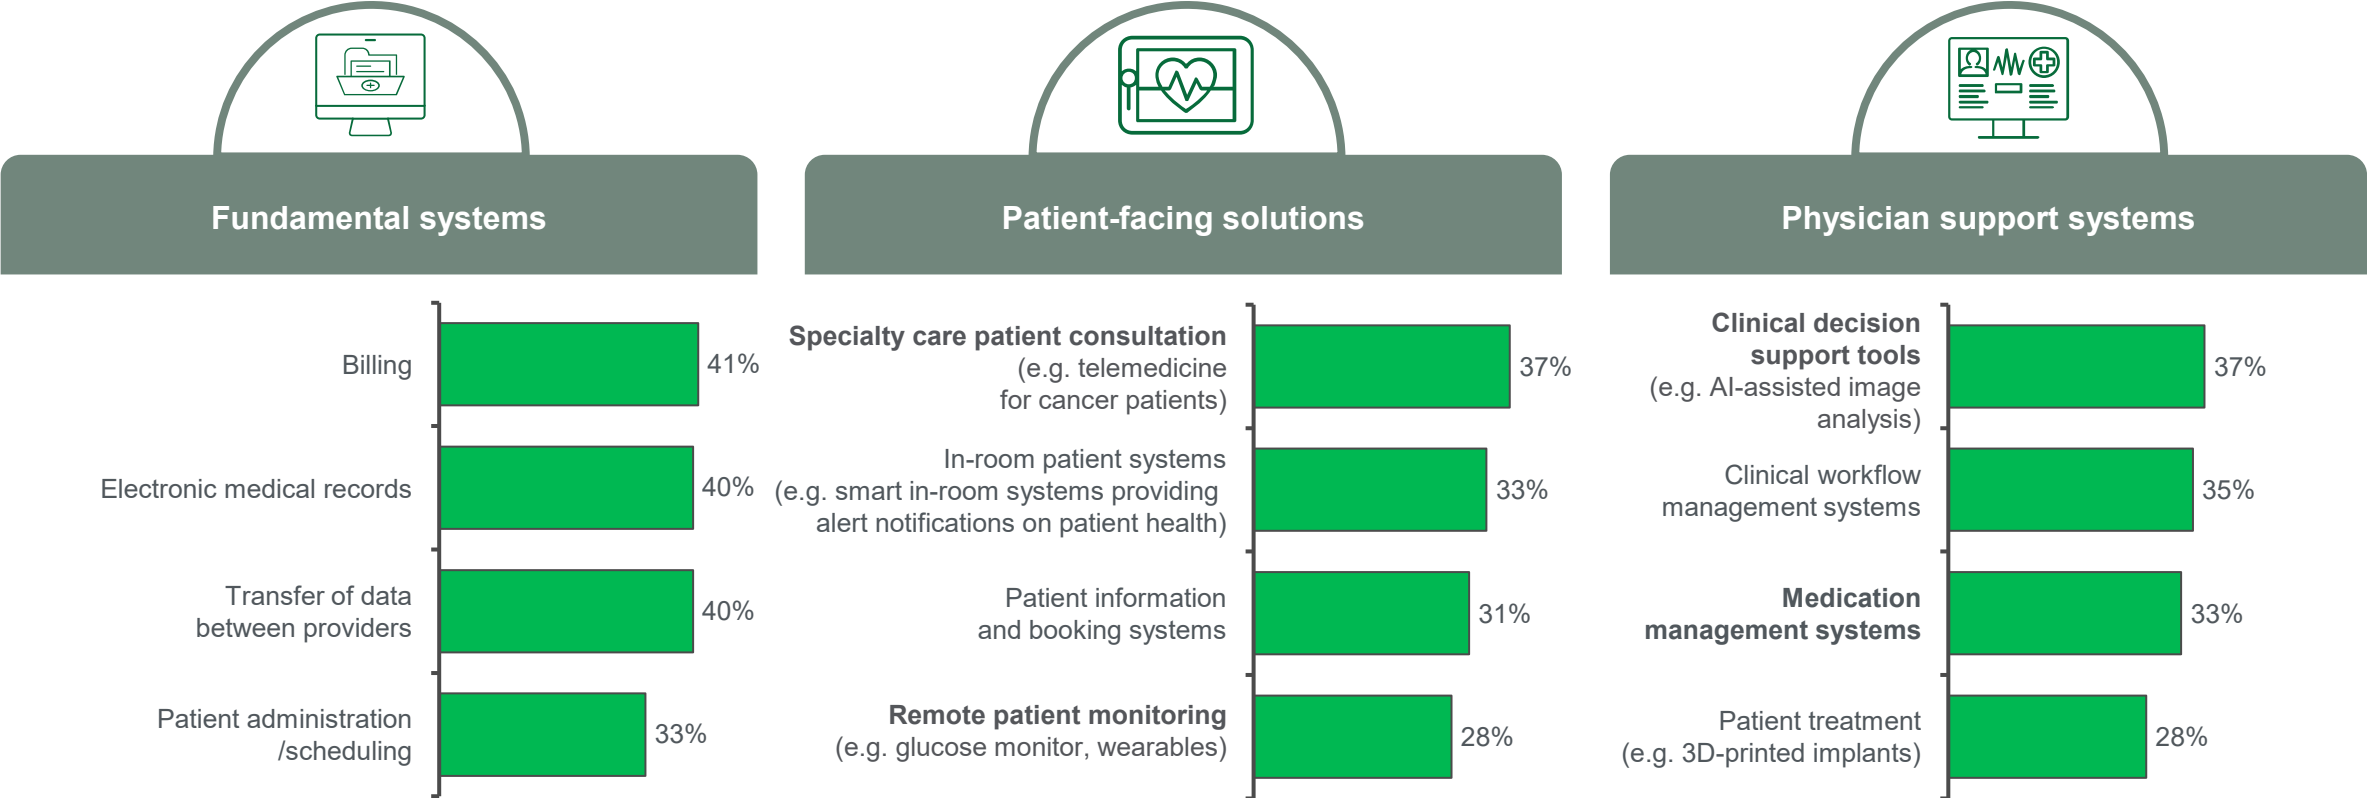 Fundamental systems
Billing
41%
Electronic medical records
40%
Transfer of data
between providers
40%
Patient administration
/scheduling
33%
Patient-facing solutions
Specialty care patient consultation
(e.g. telemedicine
for cancer patients)
37%
In-room patient systems
(e.g. smart in-room systems providing
alert notifications on patient health)
33%
Patient information
and booking systems
31%
Remote patient monitoring
(e.g. glucose monitor, wearables)
28%
Physician support systems
Clinical decision
support tools
(e.g. AI-assisted image
analysis)
37%
Clinical workflow
management systems
35%
Medication
management systems
33%
Patient treatment
(e.g. 3D-printed implants)
28%